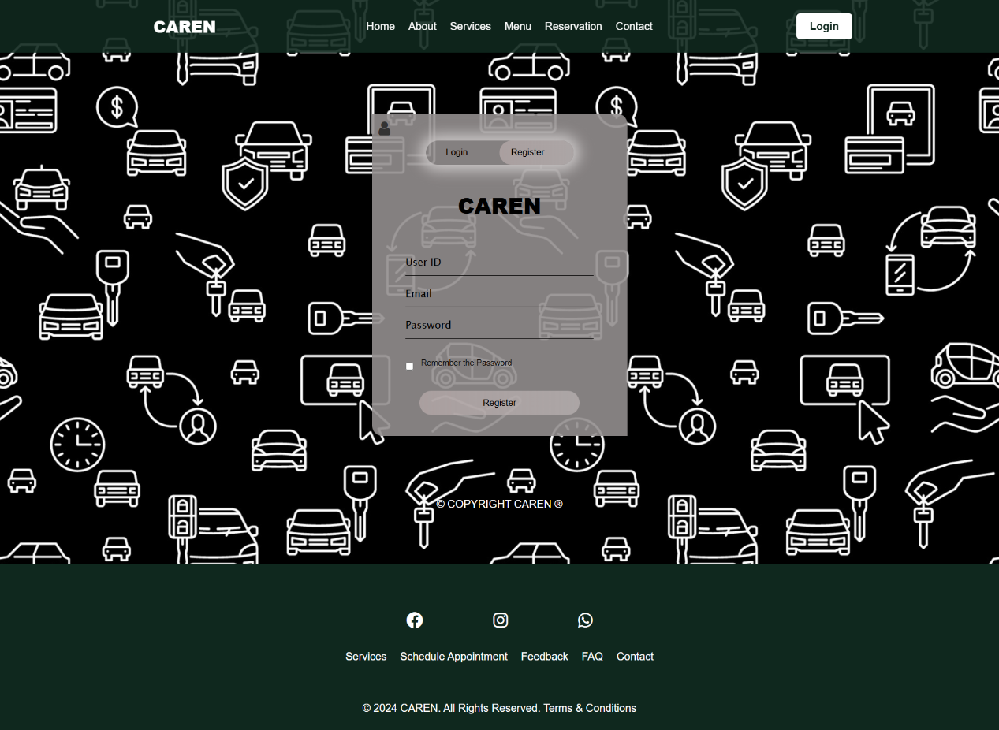 CAREN
Home About Services Menu Reservation Contact
Login
$
$
Login Register
CAREN
User ID
Email
Password
Remember the Password
Register
© COPYRIGHT CAREN ®
Services Schedule Appointment Feedback FAQ Contact
© 2024 CAREN. All Rights Reserved. Terms & Conditions